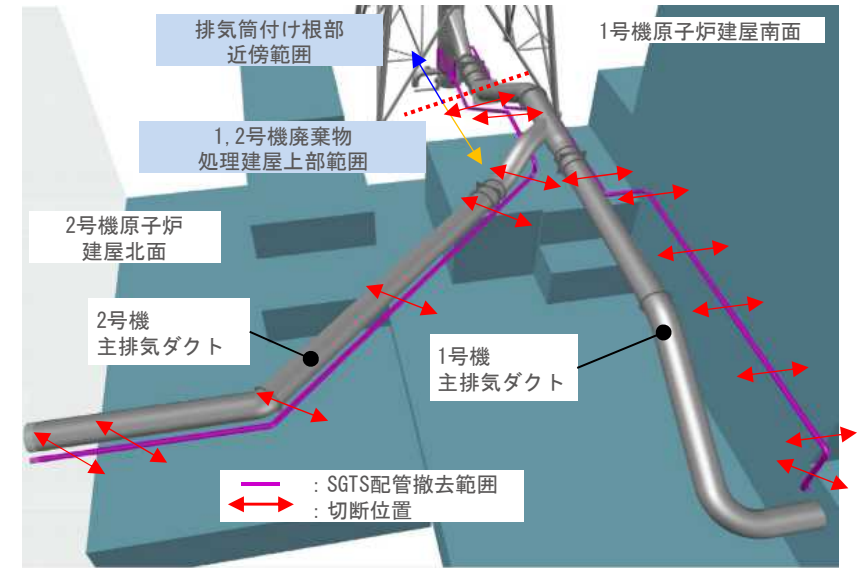 排気筒付け根部
近傍範囲
1号機原子炉建屋南面
1,2号機廃棄物
処理建屋上部範囲
2号機原子炉
建屋北面
2号機
主排気ダクト
1号機
主排気ダクト
：SGTS配管撤去範囲
：切断位置